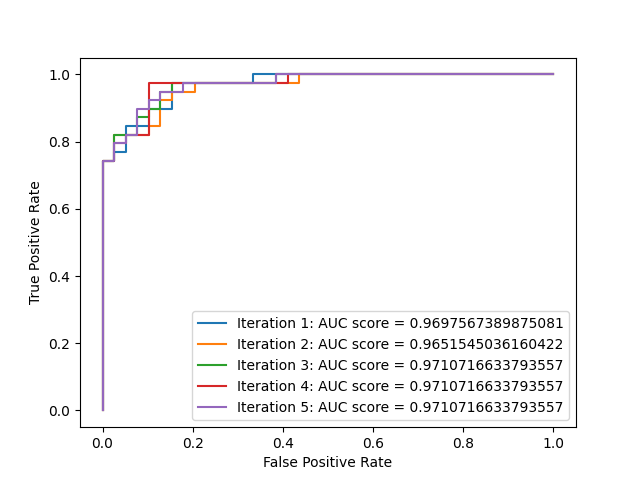 1.0
0.8
0.6
0.4
0.2
0.0
True Positive Rate
Iteration 1: AUC score = 0.9697567389875081
Iteration 2: AUC score = 0.9651545036160422
Iteration 3: AUC score = 0.9710716633793557
Iteration 4: AUC score = 0.9710716633793557
Iteration 5: AUC score = 0.9710716633793557
0.0 0.2 0.4 0.6 0.8 1.0
False Positive Rate